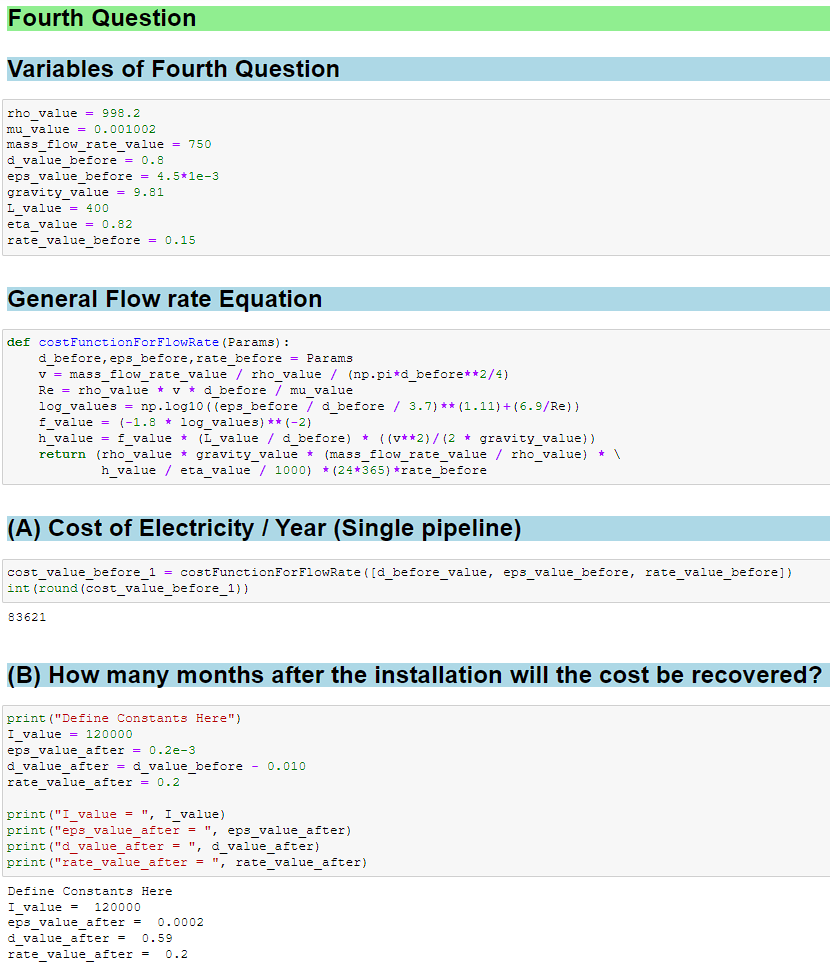 Fourth Question
Variables of Fourth Question
rho_value = 998.2
mu_value = 0.001002
mass_flow_rate_value = 750
d_value_before = 0.8
eps_value_before = 4.5*1e-3
gravity_value = 9.81
L_value = 400
eta_value = 0.82
rate_value_before = 0.15
General Flow rate Equation
def costFunctionForFlowRate(Params):
    d_before,eps_before,rate_before = Params
    v = mass_flow_rate_value / rho_value / (np.pi*d_before**2/4)
    Re = rho_value * v * d_before / mu_value
    log_values = np.log10((eps_before / d_before / 3.7)**(1.11)+(6.9/Re))
    f_value = (-1.8 * log_values)**(-2)
    h_value = f_value * (L_value / d_before) * ((v**2)/(2 * gravity_value))
    return (rho_value * gravity_value * (mass_flow_rate_value / rho_value) * \
            h_value / eta_value / 1000) *(24*365)*rate_before
(A) Cost of Electricity / Year (Single pipeline)
cost_value_before_1 = costFunctionForFlowRate([d_before_value, eps_value_before, rate_value_before])
int(round(cost_value_before_1))
83621
(B) How many months after the installation will the cost be recovered?
print("Define Constants Here")
I_value = 120000
eps_value_after = 0.2e-3
d_value_after = d_value_before - 0.010
rate_value_after = 0.2
print("I_value = ", I_value)
print("eps_value_after = ", eps_value_after)
print("d_value_after = ", d_value_after)
print("rate_value_after = ", rate_value_after)
Define Constants Here
I_value =  120000
eps_value_after =  0.0002
d_value_after =  0.59
rate_value_after =  0.2